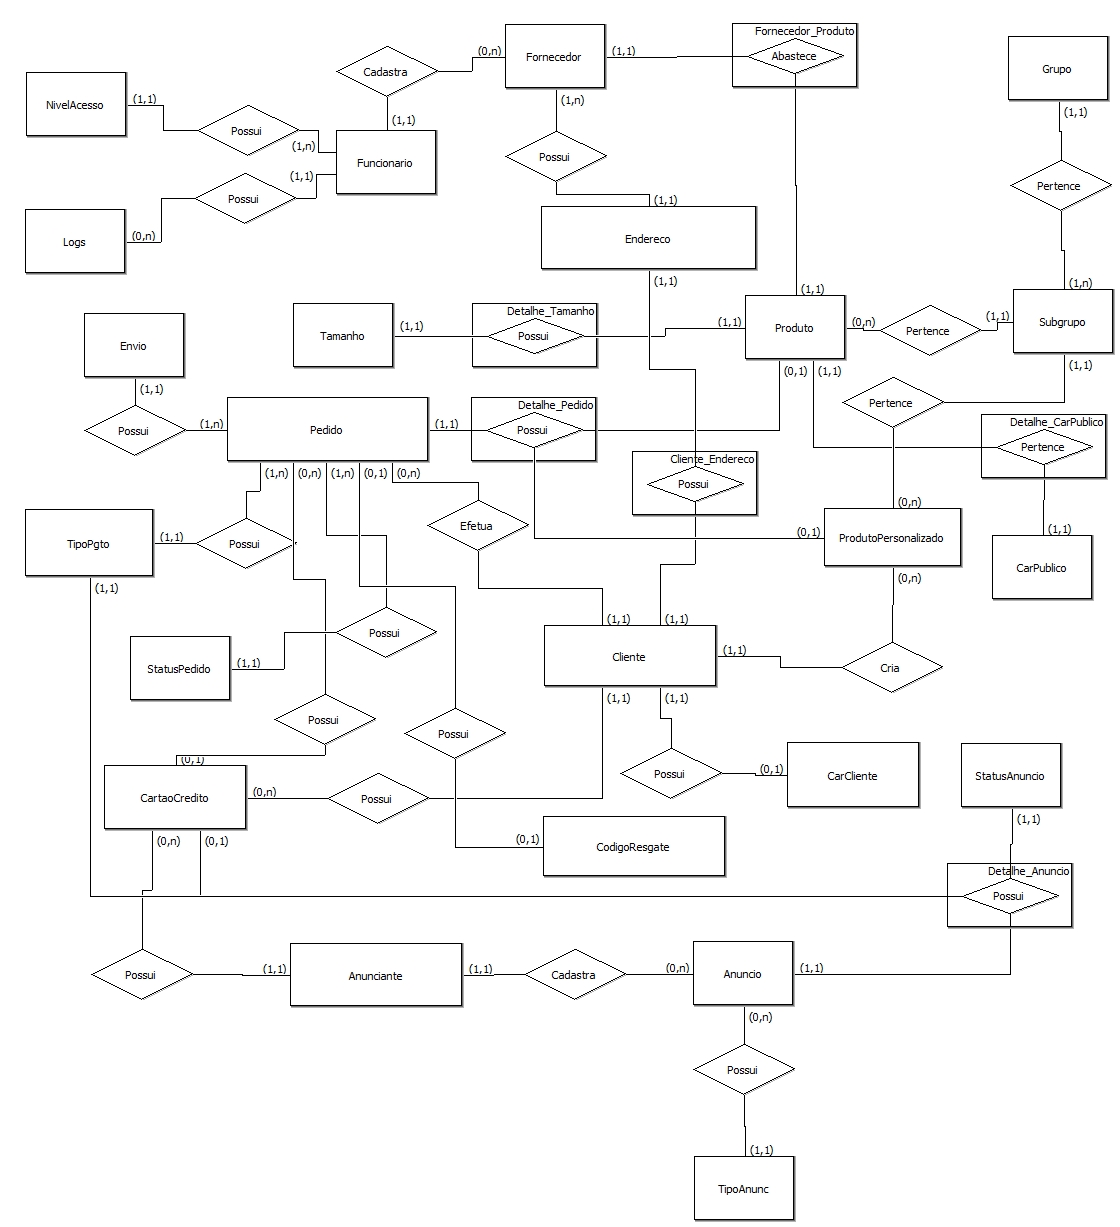 Fornecedor_Produto
(0,n)
Fornecedor
(1,1)
Abastece
Cadastra
Grupo
NivelAcesso
(1,1)
(1,n)
(1,1)
(1,1)
Possui
(1,n)
Possui
Funcionario
(1,1)
Possui
Pertence
(1,1)
Logs
(0,n)
Endereco
(1,1)
(1,n)
(1,1)
Detalhe_Tamanho
Envio
Tamanho
(1,1)
Possui
(1,1)
Produto
(0,n)
Pertence
(1,1)
Subgrupo
(1,1)
(0,1)
(1,1)
(1,1)
Possui
(1,n)
Pedido
(1,1)
Detalhe_Pedido
Possui
Pertence
Detalhe_CarPublico
Pertence
Cliente_Endereco
Possui
(1,n)
(0,n)
(1,n)
(0,1)
(0,n)
(0,n)
TipoPgto
(1,1)
Possui
Efetua
(0,1)
ProdutoPersonalizado
(1,1)
CarPublico
(1,1)
(0,n)
(1,1)
(1,1)
Possui
StatusPedido
(1,1)
Cliente
(1,1)
Cria
(1,1)
(1,1)
Possui
Possui
(0,1)
CartaoCredito
(0,n)
Possui
Possui
(0,1)
CarCliente
StatusAnuncio
(0,n)
(0,1)
(0,1)
CodigoResgate
(1,1)
Detalhe_Anuncio
Possui
Possui
(1,1)
Anunciante
(1,1)
Cadastra
(0,n)
Anuncio
(1,1)
(0,n)
Possui
(1,1)
TipoAnunc